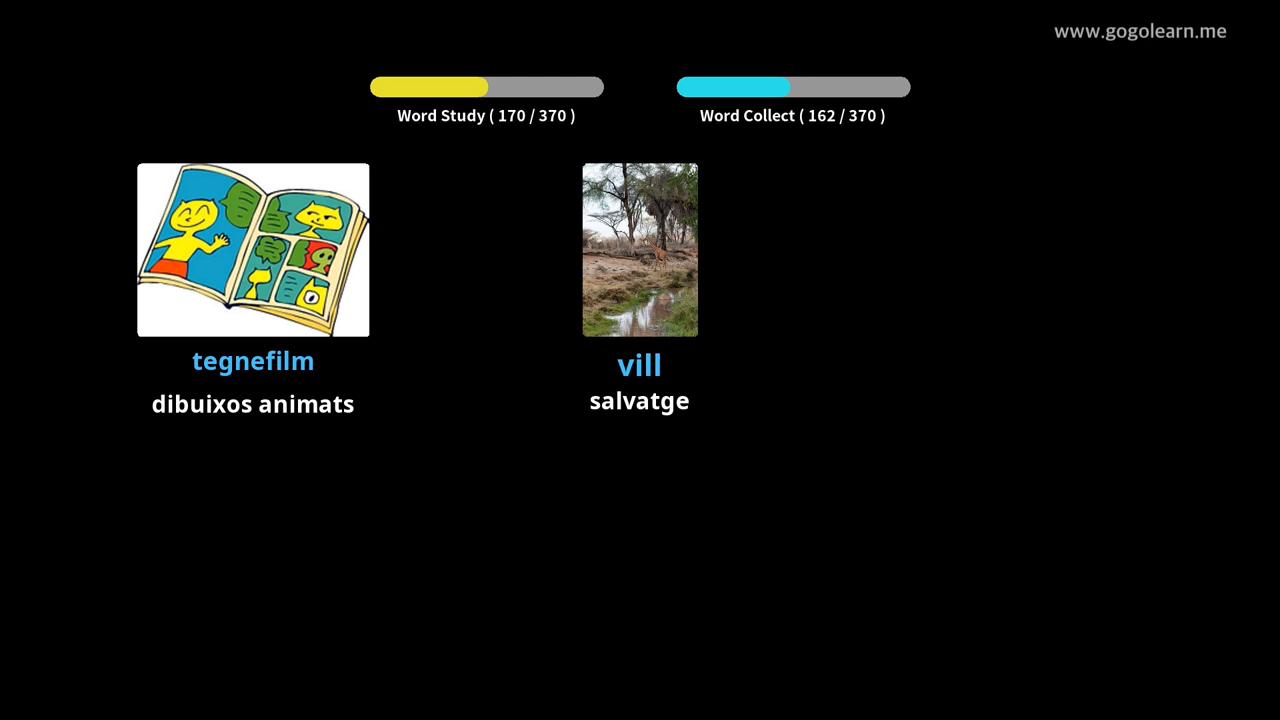 www.gogolearn.me
Word Study ( 170 / 370 )
Word Collect ( 162 / 370 )
tegnefilm
dibuixos animats
vill
salvatge